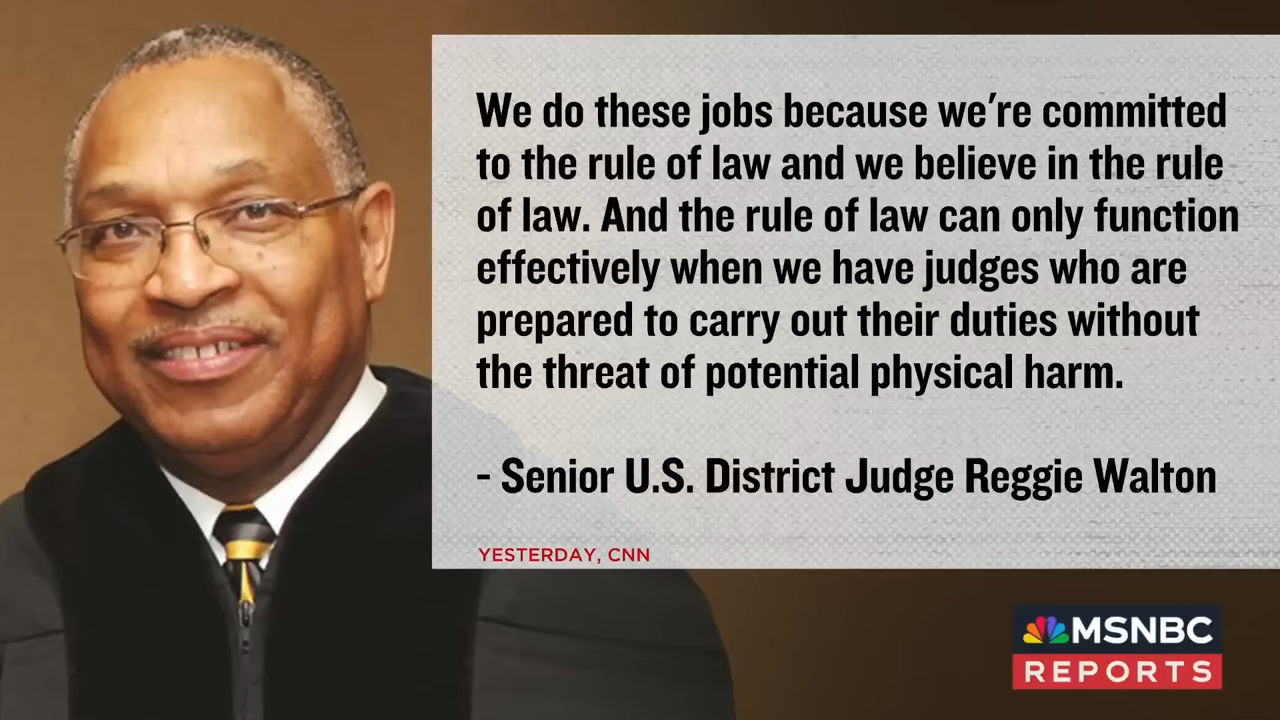 We do these jobs because we're committed
to the rule of law and we believe in the rule
of law. And the rule of law can only function
effectively when we have judges who are
prepared to carry out their duties without
the threat of potential physical harm.
- Senior U.S. District Judge Reggie Walton
YESTERDAY, CNN
MSNBC
REPORTS